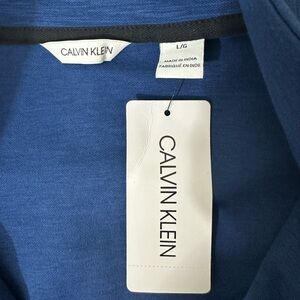 CALVIN KLEIN
L/G
MADE IN INDIA
FABRIQUÉ EN INDE
CALVIN KLEIN